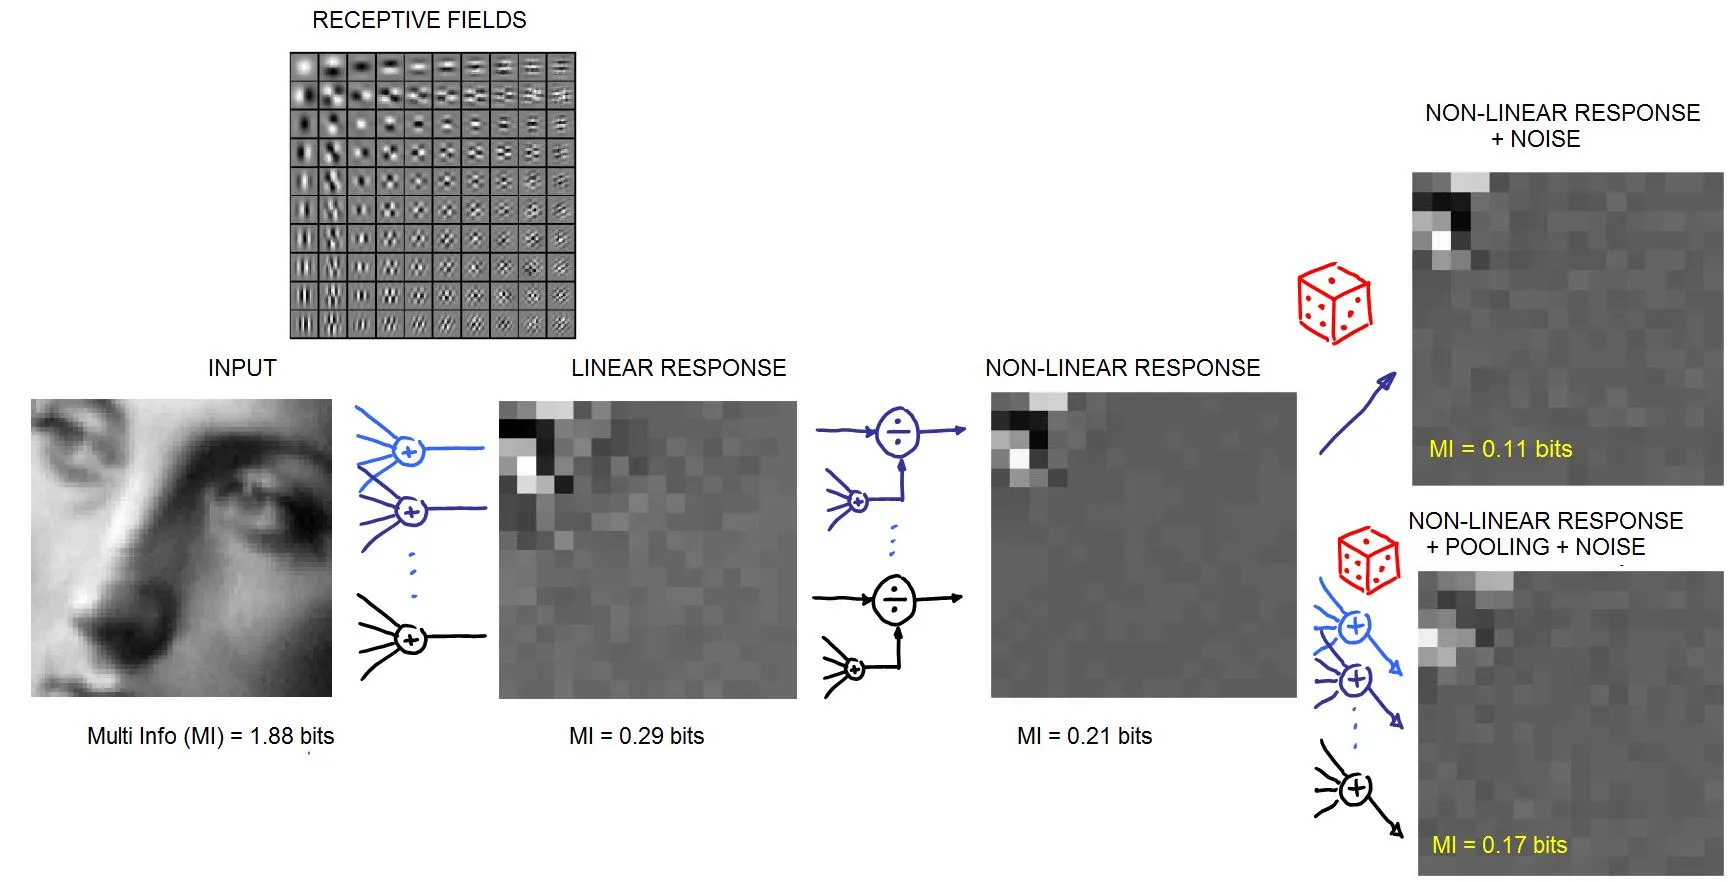 RECEPTIVE FIELDS
NON-LINEAR RESPONSE
+ NOISE
INPUT
LINEAR RESPONSE
NON-LINEAR RESPONSE
MI = 0.11 bits
NON-LINEAR RESPONSE
+ POOLING + NOISE
Multi Info (MI) = 1.88 bits
MI = 0.29 bits
MI = 0.21 bits
MI = 0.17 bits